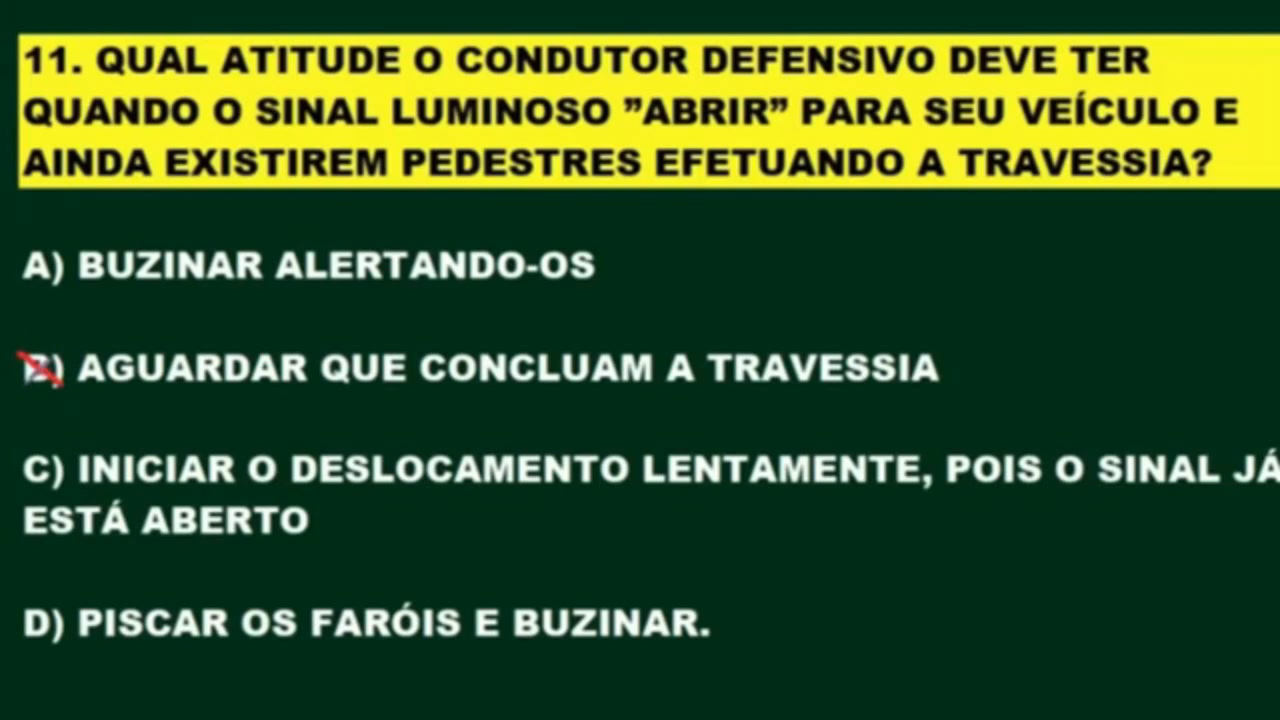 11. QUAL ATITUDE O CONDUTOR DEFENSIVO DEVE TER
QUANDO O SINAL LUMINOSO ”ABRIR” PARA SEU VEÍCULO E
AINDA EXISTIREM PEDESTRES EFETUANDO A TRAVESSIA?
A) BUZINAR ALERTANDO-OS
B) AGUARDAR QUE CONCLUAM A TRAVESSIA
C) INICIAR O DESLOCAMENTO LENTAMENTE, POIS O SINAL JÁ
ESTÁ ABERTO
D) PISCAR OS FARÓIS E BUZINAR.